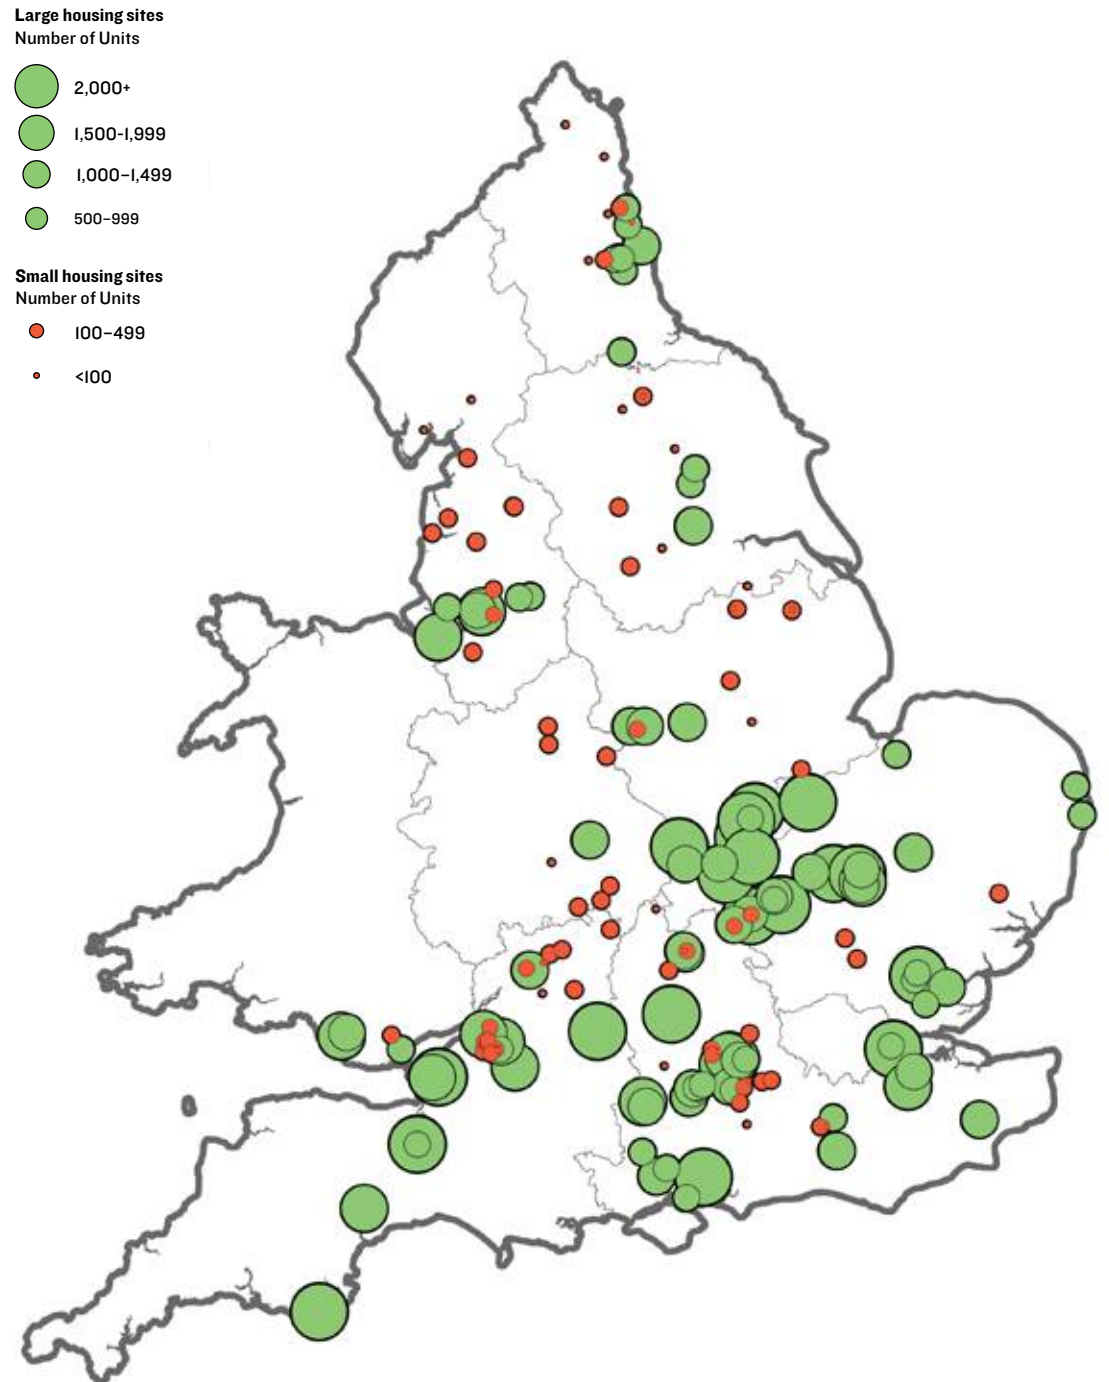 Large housing sites
Number of Units
2,000+
1,500-1,999
1,000–1,499
500–999
Small housing sites
Number of Units
100–499
<100